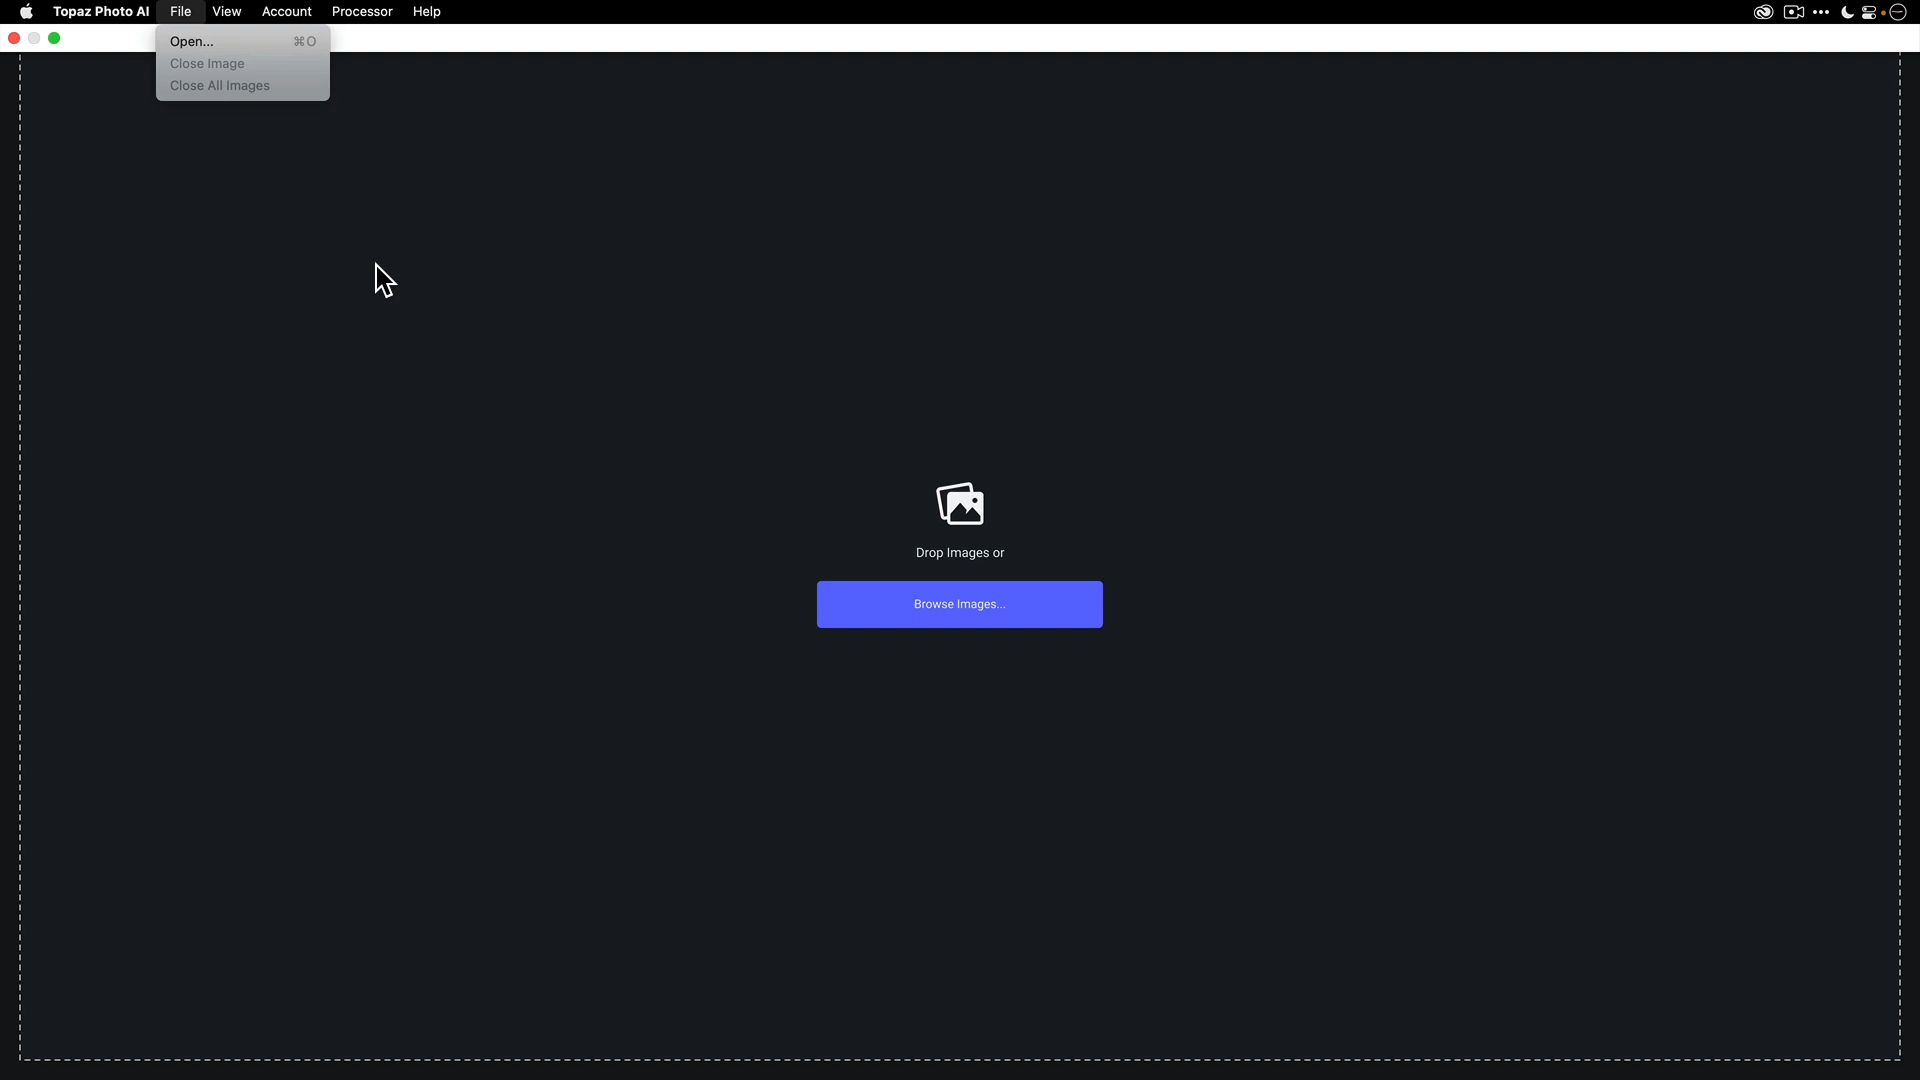 Topaz Photo AI File View Account Processor Help
Open... ⌘O
Close Image
Close All Images
Drop Images or
Browse Images...